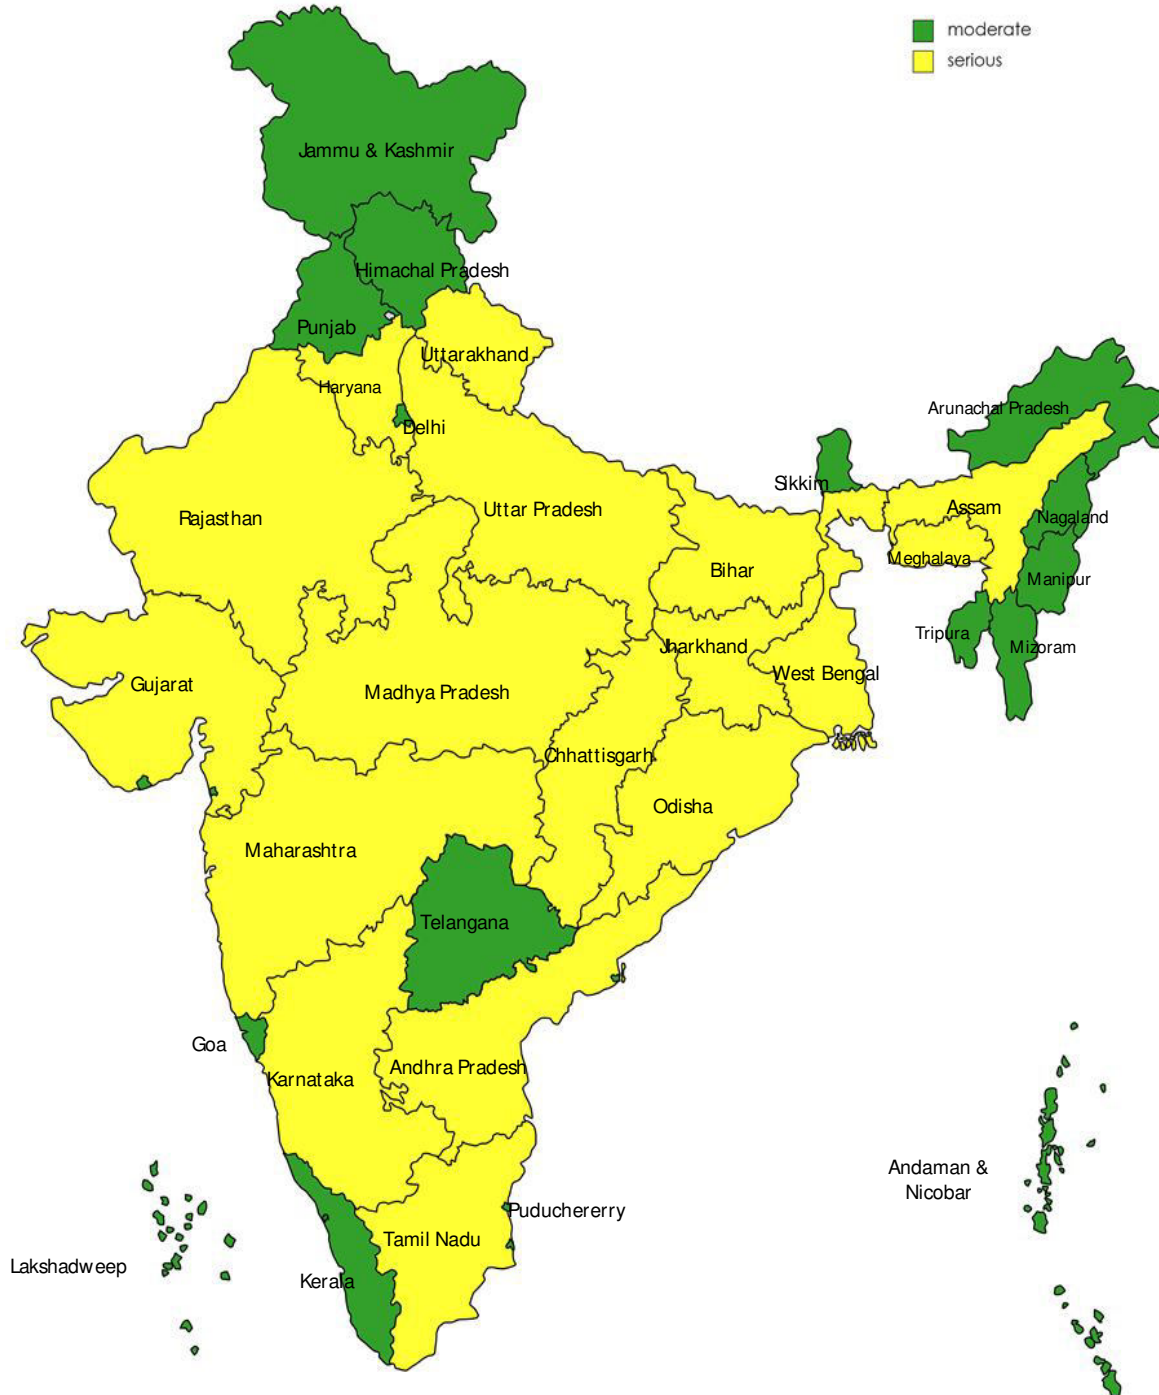 moderate
serious
Jammu & Kashmir
Himachal Pradesh
Punjab
Uttarakhand
Haryana
Arunachal Pradesh
Delhi
Sikkim
Uttar Pradesh
Assam
Rajasthan
Nagaland
Meghalaya
Bihar
Manipur
Tripura
Jharkhand
Mizoram
West Bengal
Gujarat
Madhya Pradesh
Chhattisgarh
Odisha
Maharashtra
Telangana
Goa
Andhra Pradesh
Karnataka
Andaman &
Nicobar
Puduchererry
Tamil Nadu
Lakshadweep
Kerala